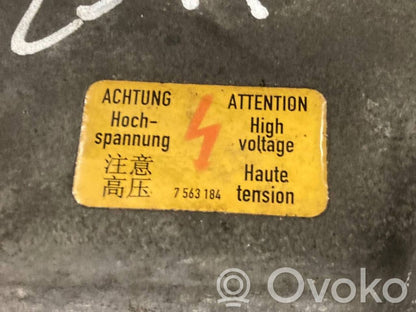 ACHTUNG
Hoch-
spannung
注意
高压
ATTENTION
High
voltage
Haute
tension
7 563 184
Ovoko